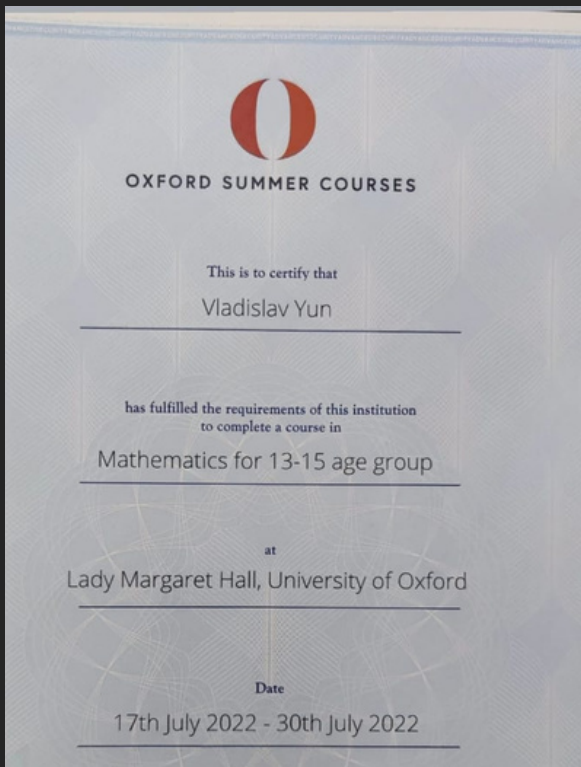 OXFORD SUMMER COURSES
This is to certify that
Vladislav Yun
has fulfilled the requirements of this institution
to complete a course in
Mathematics for 13-15 age group
at
Lady Margaret Hall, University of Oxford
Date
17th July 2022 - 30th July 2022